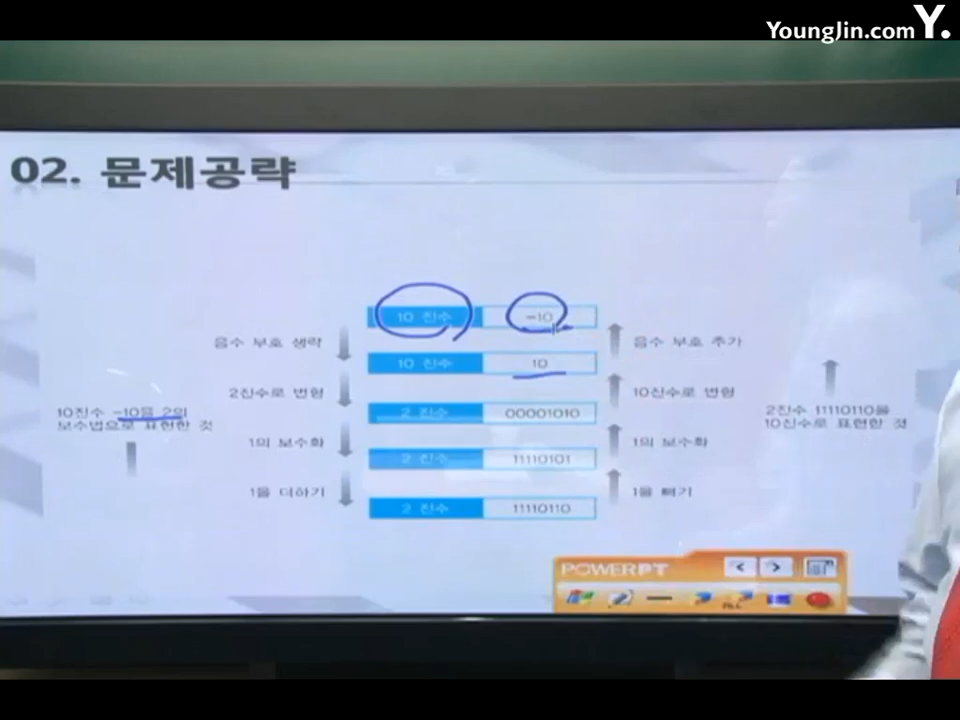 YoungJin.com Y.
02. 문제공략
10 진수 -10
음수 부호 생략 음수 부호 추가
10 진수 10
2진수로 변형 10진수로 변형
10진수 -10을 2의
보수법으로 표현한 것
2 진수 00001010
2진수 11110110을
10진수로 표현한 것
1의 보수화 1의 보수화
2 진수 11110101
1을 더하기 1을 빼기
2 진수 11110110
POWERPT